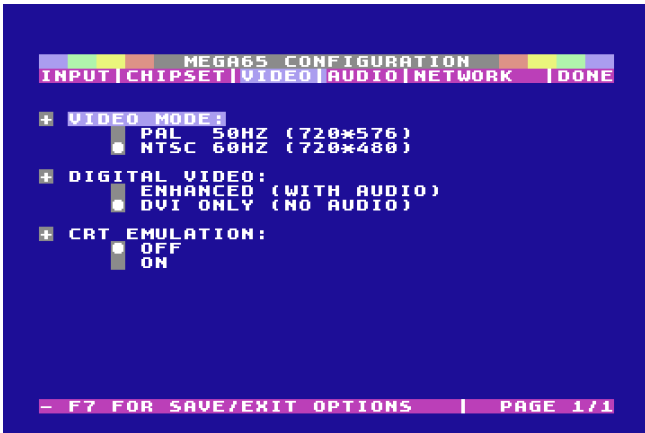 MEGA65 CONFIGURATION
INPUT|CHIPSET|VIDEO|AUDIO|NETWORK |DONE
+ VIDEO MODE:
PAL 50HZ (720*576)
NTSC 60HZ (720*480)
+ DIGITAL VIDEO:
ENHANCED (WITH AUDIO)
DVI ONLY (NO AUDIO)
+ CRT EMULATION:
OFF
ON
- F7 FOR SAVE/EXIT OPTIONS | PAGE 1/1